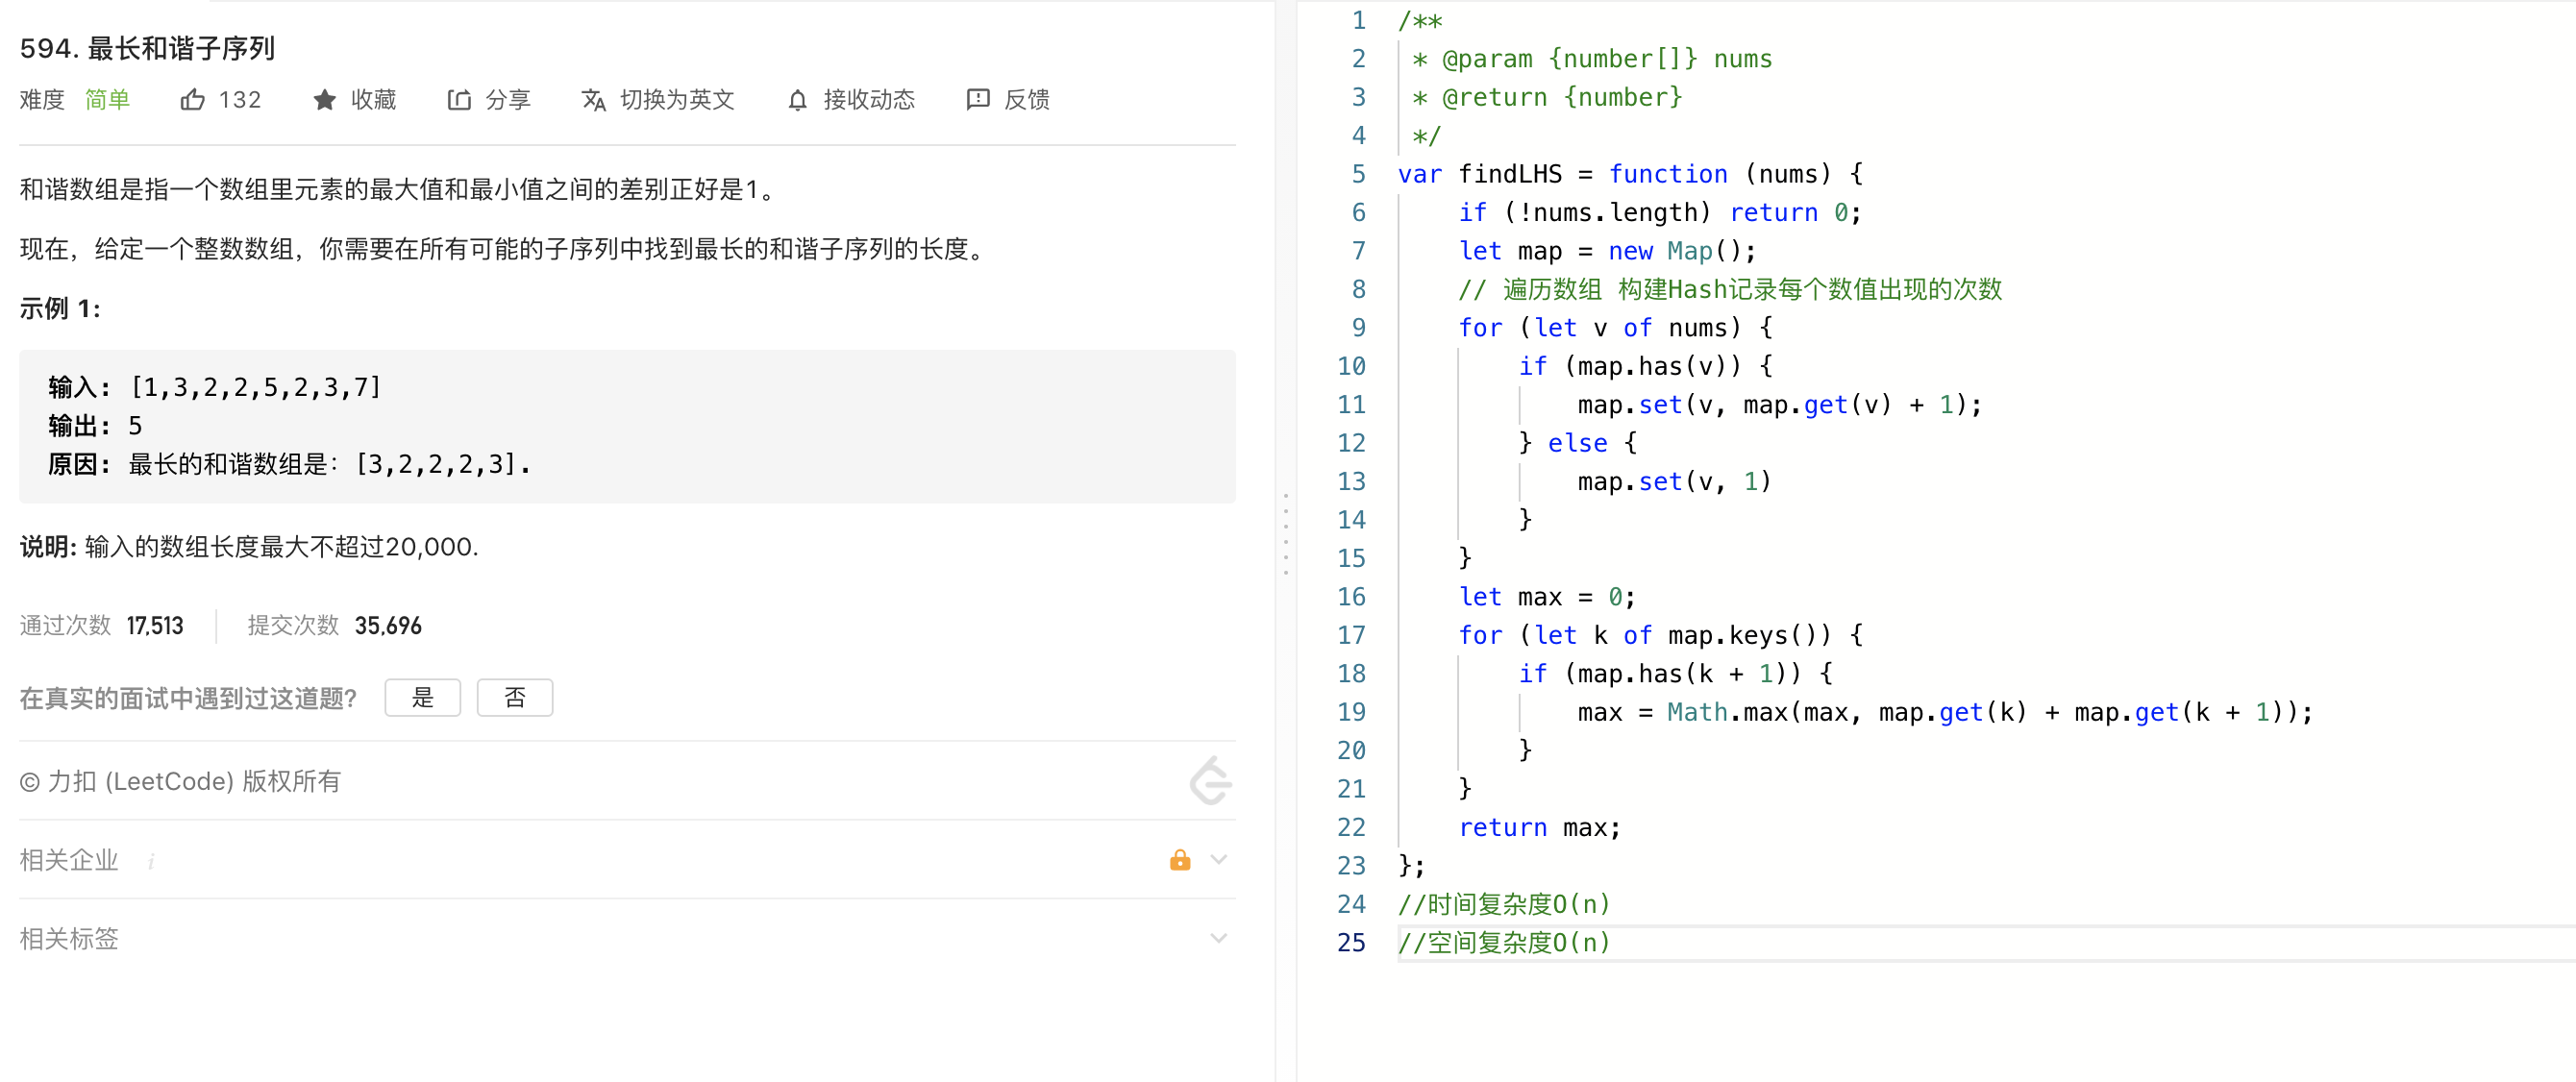 594. 最长和谐子序列
难度 简单 132 收藏 分享 切换为英文 接收动态 反馈
和谐数组是指一个数组里元素的最大值和最小值之间的差别正好是1。
现在，给定一个整数数组，你需要在所有可能的子序列中找到最长的和谐子序列的长度。
示例 1:
输入: [1,3,2,2,5,2,3,7]
输出: 5
原因: 最长的和谐数组是：[3,2,2,2,3].
说明: 输入的数组长度最大不超过20,000.
通过次数 17,513 提交次数 35,696
在真实的面试中遇到过这道题? 是 否
© 力扣 (LeetCode) 版权所有
相关企业 i
相关标签
1 /**
2  * @param {number[]} nums
3  * @return {number}
4  */
5 var findLHS = function (nums) {
6     if (!nums.length) return 0;
7     let map = new Map();
8     // 遍历数组 构建Hash记录每个数值出现的次数
9     for (let v of nums) {
10         if (map.has(v)) {
11             map.set(v, map.get(v) + 1);
12         } else {
13             map.set(v, 1)
14         }
15     }
16     let max = 0;
17     for (let k of map.keys()) {
18         if (map.has(k + 1)) {
19             max = Math.max(max, map.get(k) + map.get(k + 1));
20         }
21     }
22     return max;
23 };
24 //时间复杂度O(n)
25 //空间复杂度O(n)